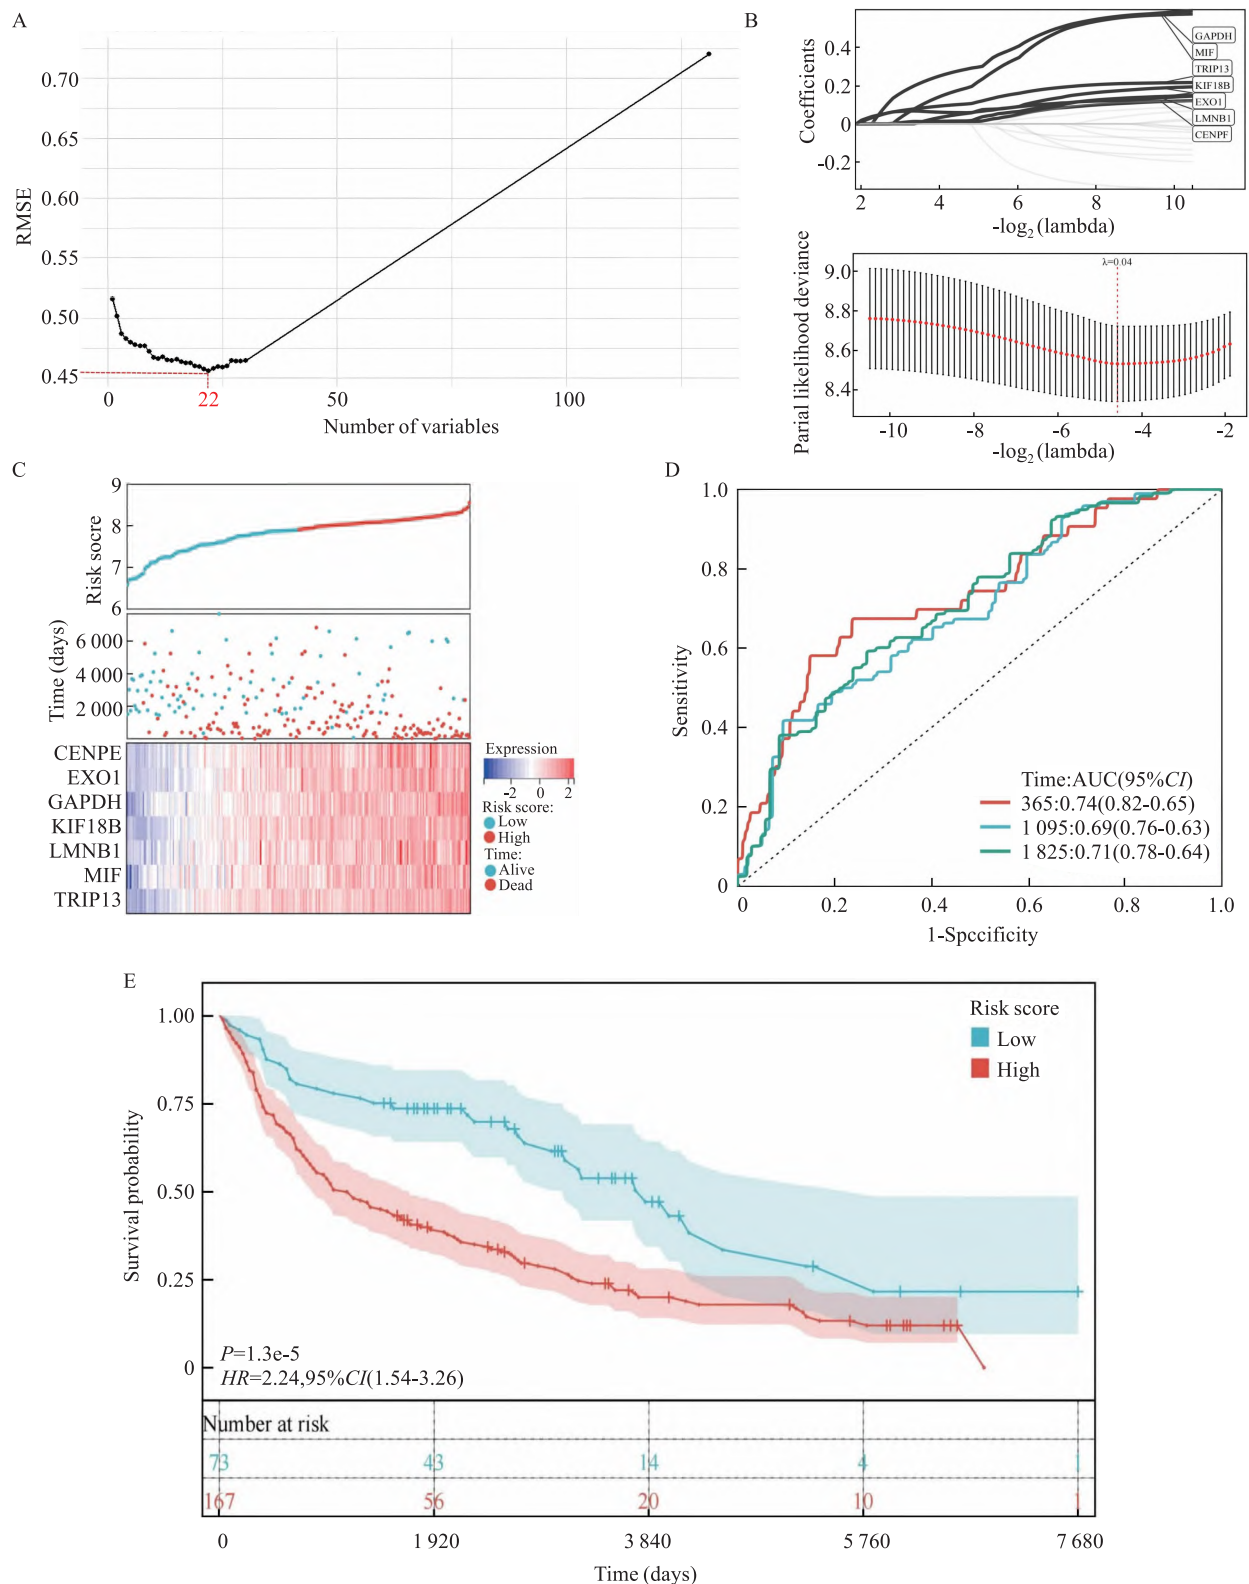 A
RMSE
0.70
0.65
0.60
0.55
0.50
0.45
0
22
50
100
Number of variables
B
Coefficients
0.4
0.2
0
-0.2
GAPDH
MIF
TRIP13
KIF18B
EXO1
LMNB1
CENPF
2
4
6
8
10
-log2 (lambda)
λ=0.04
Parial likelihood deviance
9.0
8.8
8.6
8.4
-10
-8
-6
-4
-2
-log2 (lambda)
C
Risk socre
9
8
7
6
Time (days)
6 000
4 000
2 000
CENPE
EXO1
GAPDH
KIF18B
LMNB1
MIF
TRIP13
Expression
-2 0 2
Risk score:
Low
High
Time:
Alive
Dead
D
Sensitivity
1.0
0.8
0.6
0.4
0.2
0
Time:AUC(95%CI)
365:0.74(0.82-0.65)
1 095:0.69(0.76-0.63)
1 825:0.71(0.78-0.64)
0 0.2 0.4 0.6 0.8 1.0
1-Spccificity
E
Survival probability
1.00
0.75
0.50
0.25
0
Risk score
Low
High
P=1.3e-5
HR=2.24,95%CI(1.54-3.26)
Number at risk
73 43 14 4 1
167 56 20 10 1
0 1 920 3 840 5 760 7 680
Time (days)